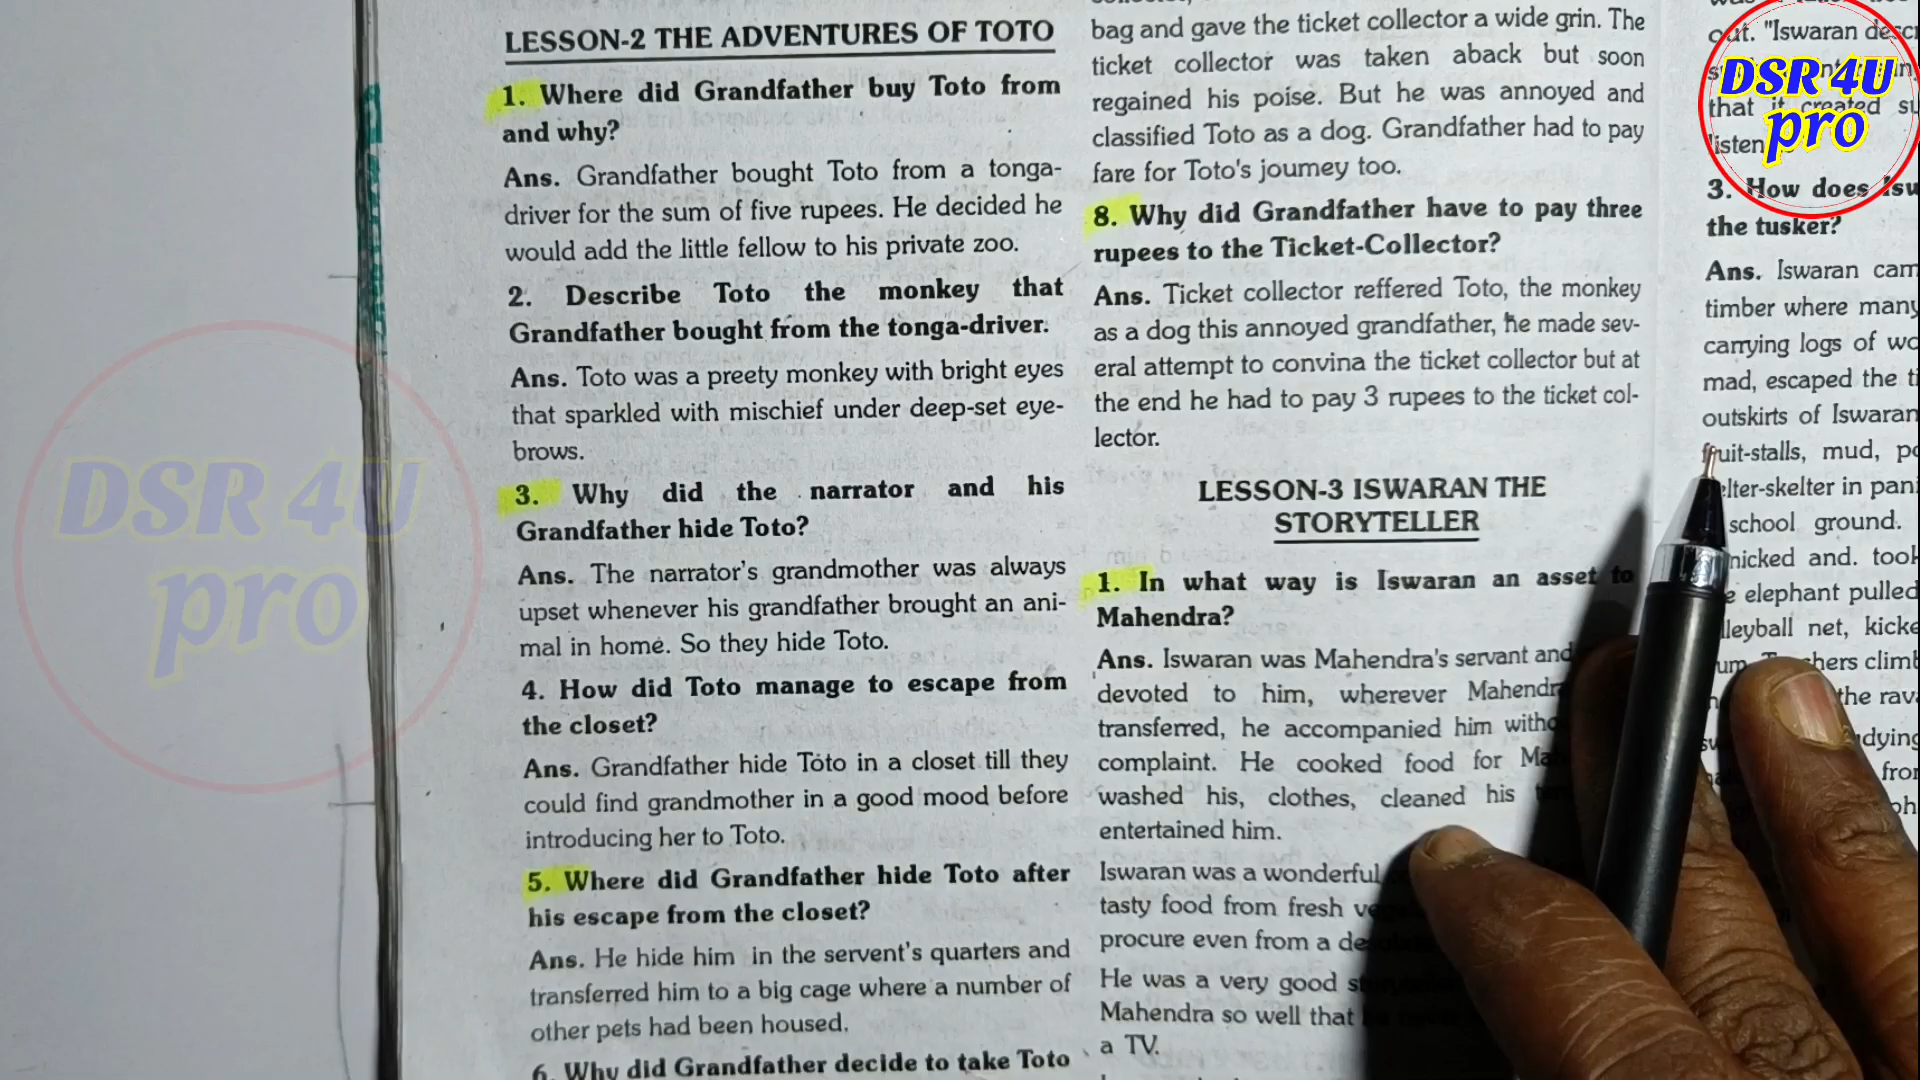 LESSON-2 THE ADVENTURES OF TOTO
1. Where did Grandfather buy Toto from
and why?
Ans. Grandfather bought Toto from a tonga-
driver for the sum of five rupees. He decided he
would add the little fellow to his private zoo.
2. Describe Toto the monkey that
Grandfather bought from the tonga-driver.
Ans. Toto was a preety monkey with bright eyes
that sparkled with mischief under deep-set eye-
brows.
3. Why did the narrator and his
Grandfather hide Toto?
Ans. The narrator's grandmother was always
upset whenever his grandfather brought an ani-
mal in home. So they hide Toto.
4. How did Toto manage to escape from
the closet?
Ans. Grandfather hide Toto in a closet till they
could find grandmother in a good mood before
introducing her to Toto.
5. Where did Grandfather hide Toto after
his escape from the closet?
Ans. He hide him in the servent's quarters and
transferred him to a big cage where a number of
other pets had been housed.
6. Why did Grandfather decide to take Toto
bag and gave the ticket collector a wide grin. The
ticket collector was taken aback but soon
regained his poise. But he was annoyed and
classified Toto as a dog. Grandfather had to pay
fare for Toto's journey too.
8. Why did Grandfather have to pay three
rupees to the Ticket-Collector?
Ans. Ticket collector reffered Toto, the monkey
as a dog this annoyed grandfather, he made sev-
eral attempt to convina the ticket collector but at
the end he had to pay 3 rupees to the ticket col-
lector.
LESSON-3 ISWARAN THE
STORYTELLER
1. In what way is Iswaran an asset to
Mahendra?
Ans. Iswaran was Mahendra's servant and
devoted to him, wherever
transferred, he accompanied him
complaint. He cooked food for
washed his, clothes, cleaned his
entertained him.
Iswaran was a wonderful
tasty food from fresh
procure even from a
He was a very good
Mahendra so well that
a TV.
out. "Iswaran
that it created
listen
3. How does
the tusker?
Ans. Iswaran
timber where many
carrying logs of
mad, escaped the
outskirts of Iswaran
fruit-stalls, mud,
in
school ground.
and. took
elephant pulled
net,
the
DSR 4U
pro
DSR 4U
pro